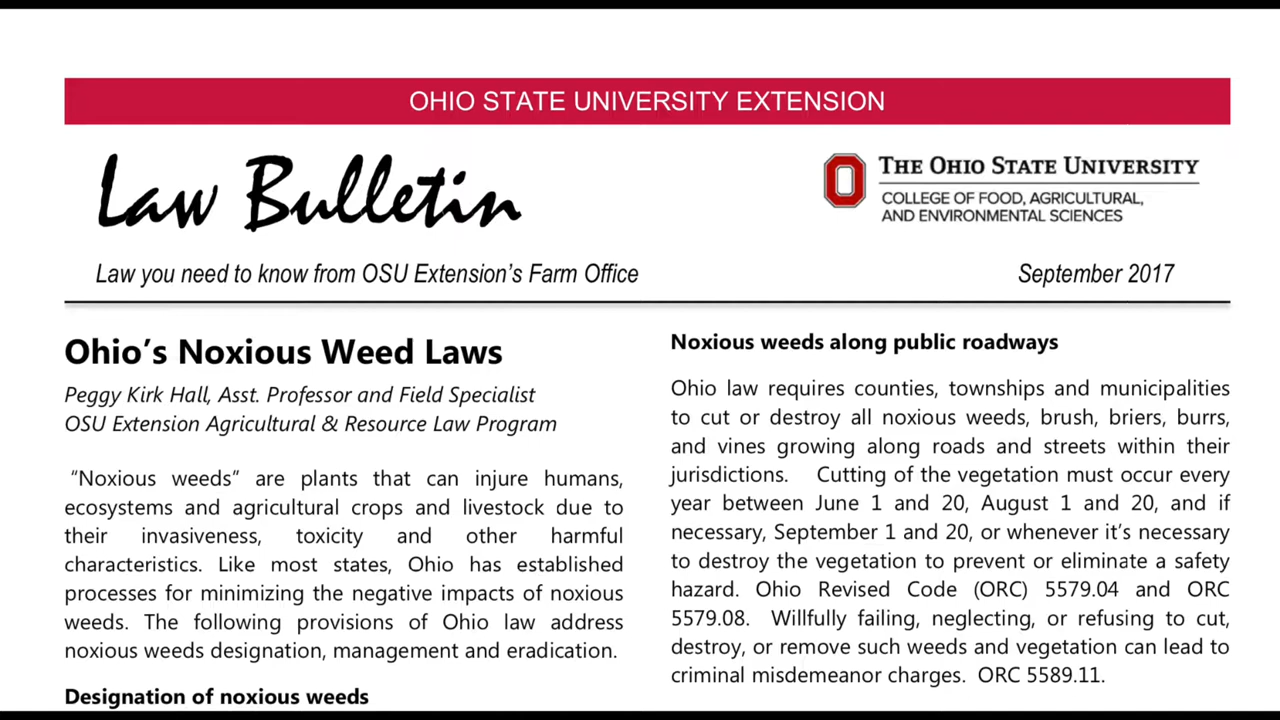 OHIO STATE UNIVERSITY EXTENSION
Law Bulletin
O
THE OHIO STATE UNIVERSITY
COLLEGE OF FOOD, AGRICULTURAL,
AND ENVIRONMENTAL SCIENCES
Law you need to know from OSU Extension's Farm Office
September 2017
Ohio's Noxious Weed Laws
Peggy Kirk Hall, Asst. Professor and Field Specialist
OSU Extension Agricultural & Resource Law Program
“Noxious weeds” are plants that can injure humans,
ecosystems and agricultural crops and livestock due to
their invasiveness, toxicity and other harmful
characteristics. Like most states, Ohio has established
processes for minimizing the negative impacts of noxious
weeds. The following provisions of Ohio law address
noxious weeds designation, management and eradication.
Designation of noxious weeds
Noxious weeds along public roadways
Ohio law requires counties, townships and municipalities
to cut or destroy all noxious weeds, brush, briers, burrs,
and vines growing along roads and streets within their
jurisdictions. Cutting of the vegetation must occur every
year between June 1 and 20, August 1 and 20, and if
necessary, September 1 and 20, or whenever it's necessary
to destroy the vegetation to prevent or eliminate a safety
hazard. Ohio Revised Code (ORC) 5579.04 and ORC
5579.08. Willfully failing, neglecting, or refusing to cut,
destroy, or remove such weeds and vegetation can lead to
criminal misdemeanor charges. ORC 5589.11.